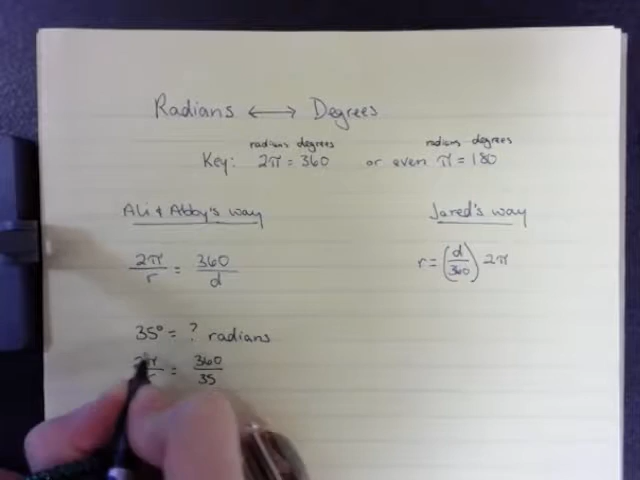 Radians ⟷ Degrees
radians degrees radians degrees
Key: 2π = 360 or even π = 180
Ali + Abby's way
Jared's way
2π/r = 360/d
r = (d/360) 2π
35° = ? radians
2π/r = 360/35